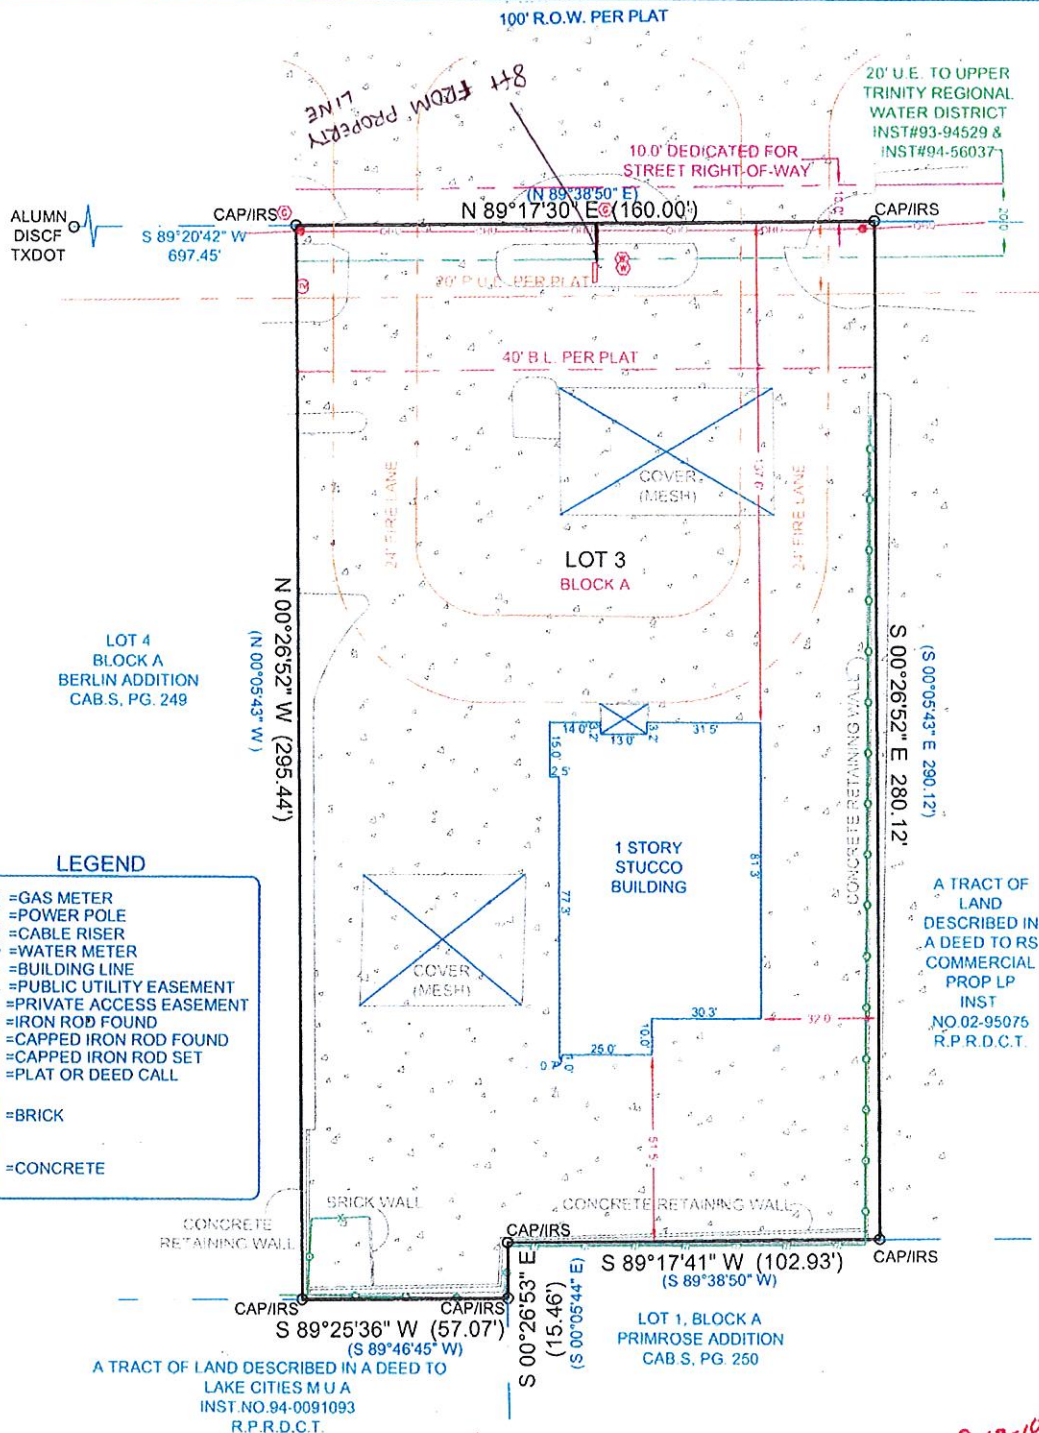 100' R.O.W. PER PLAT
8ft FROM PROPERTY
LINE
20' U.E. TO UPPER
TRINITY REGIONAL
WATER DISTRICT
INST#93-94529 &
INST#94-56037
10.0' DEDICATED FOR
STREET RIGHT-OF-WAY
(N 89°38'50" E)
N 89°17'30" E (160.00')
CAP/IRS
CAP/IRS
ALUMN
DISCF
TXDOT
S 89°20'42" W
697.45'
40' B.L. PER PLAT
COVER
(MESH)
24' FIRE LANE
24' FIRE LANE
LOT 3
BLOCK A
LOT 4
BLOCK A
BERLIN ADDITION
CAB.S, PG. 249
N 00°26'52" W (295.44')
(N 00°05'43" W)
S 00°26'52" E 280.12'
(S 00°05'43" E 290.12')
CONCRETE RETAINING WALL
14.0'
3.2'
13.0'
3.2'
31.5'
15.0'
2.5'
77.3'
81.3'
1 STORY
STUCCO
BUILDING
COVER
(MESH)
30.3'
10.0'
25.0'
51.5'
A TRACT OF
LAND
DESCRIBED IN
A DEED TO RS
COMMERCIAL
PROP LP
INST
NO.02-95075
R.P.R.D.C.T.
LEGEND
=GAS METER
=POWER POLE
=CABLE RISER
=WATER METER
=BUILDING LINE
=PUBLIC UTILITY EASEMENT
=PRIVATE ACCESS EASEMENT
=IRON ROD FOUND
=CAPPED IRON ROD FOUND
=CAPPED IRON ROD SET
=PLAT OR DEED CALL
=BRICK
=CONCRETE
BRICK WALL
CONCRETE
RETAINING WALL
CONCRETE RETAINING WALL
CAP/IRS
CAP/IRS
CAP/IRS
CAP/IRS
S 89°17'41" W (102.93')
(S 89°38'50" W)
S 00°26'53" E
(15.46')
(S 00°05'44" E)
S 89°25'36" W (57.07')
(S 89°46'45" W)
LOT 1, BLOCK A
PRIMROSE ADDITION
CAB.S, PG. 250
A TRACT OF LAND DESCRIBED IN A DEED TO
LAKE CITIES M U A
INST.NO.94-0091093
R.P.R.D.C.T.